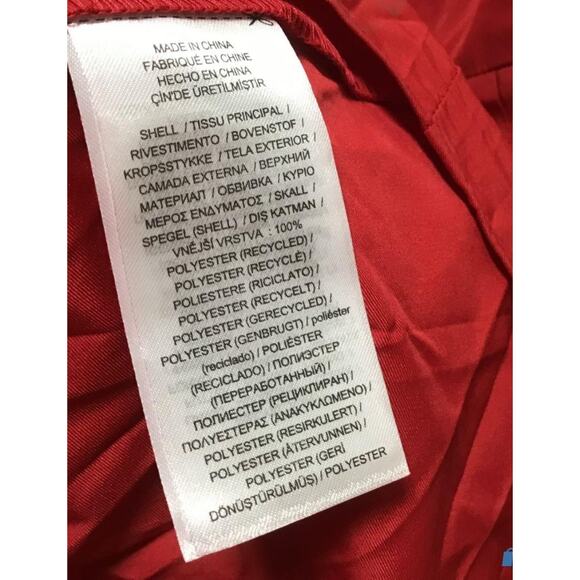 MADE IN CHINA
FABRIQUÉ EN CHINE
HECHO EN CHINA
ÇİN'DE ÜRETİLMİŞTİR
SHELL / TISSU PRINCIPAL /
RIVESTIMENTO / BOVENSTOF /
KROPSSTYKKE / TELA EXTERIOR /
CAMADA EXTERNA / ВЕРХНИЙ
МАТЕРИАЛ / ОБВИВКА / ΚΥΡΙΟ
ΜΕΡΟΣ ΕΝΔΥΜΑΤΟΣ / SKALL /
SPEGEL (SHELL) / DIŞ KATMAN /
VNĚJŠÍ VRSTVA : 100%
POLYESTER (RECYCLED) /
POLYESTER (RECYCLÉ) /
POLIESTERE (RICICLATO) /
POLYESTER (RECYCELT) /
POLYESTER (GERECYCLED) /
POLYESTER (GENBRUGT) / poliéster
(reciclado) / POLIÉSTER
(RECICLADO) / ПОЛИЭСТЕР
(ПЕРЕРАБОТАННЫЙ) /
ПОЛИЕСТЕР (РЕЦИКЛИРАН) /
ΠΟΛΥΕΣΤΕΡΑΣ (ΑΝΑΚΥΚΛΩΜΕΝΟ) /
POLYESTER (RESIRKULERT) /
POLYESTER (ÅTERVUNNEN) /
POLYESTER (GERİ
DÖNÜŞTÜRÜLMÜŞ) / POLYESTER